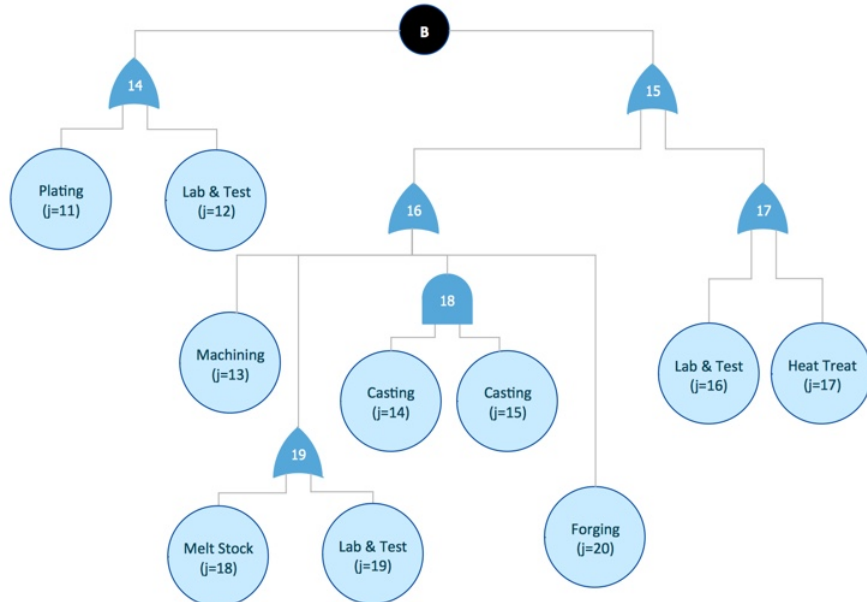 B
14
15
Plating
(j=11)
Lab & Test
(j=12)
16
17
18
Machining
(j=13)
Casting
(j=14)
Casting
(j=15)
Lab & Test
(j=16)
Heat Treat
(j=17)
19
Melt Stock
(j=18)
Lab & Test
(j=19)
Forging
(j=20)